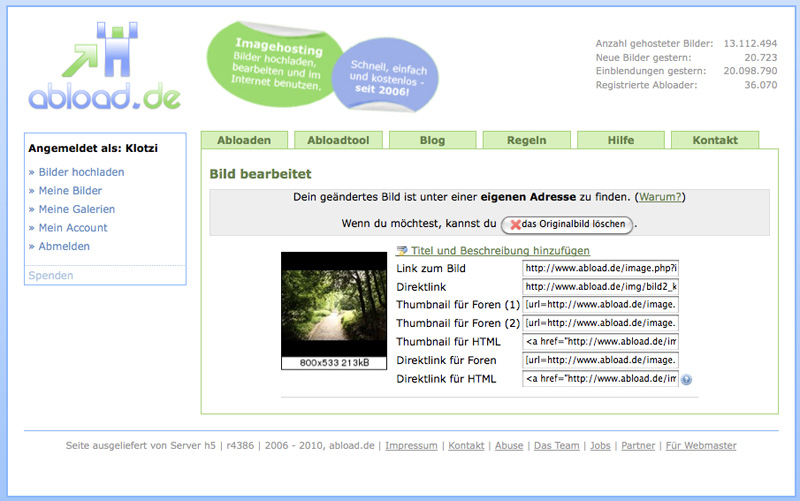 abload.de
Imagehosting
Bilder hochladen,
bearbeiten und im
Internet benutzen.
Schnell, einfach
und kostenlos -
seit 2006!
Anzahl gehosteter Bilder: 13.112.494
Neue Bilder gestern: 20.723
Einblendungen gestern: 20.098.790
Registrierte Abloader: 36.070
Angemeldet als: Klotzi
» Bilder hochladen
» Meine Bilder
» Meine Galerien
» Mein Account
» Abmelden
Spenden
Abloaden Abloadtool Blog Regeln Hilfe Kontakt
Bild bearbeitet
Dein geändertes Bild ist unter einer eigenen Adresse zu finden. (Warum?)
Wenn du möchtest, kannst du das Originalbild löschen.
800x533 213kB
Titel und Beschreibung hinzufügen
Link zum Bild http://www.abload.de/image.php?i
Direktlink http://www.abload.de/img/bild2_k
Thumbnail für Foren (1) [url=http://www.abload.de/image.
Thumbnail für Foren (2) [url=http://www.abload.de/image.
Thumbnail für HTML <a href="http://www.abload.de/im
Direktlink für Foren [url=http://www.abload.de/image.
Direktlink für HTML <a href="http://www.abload.de/im
Seite ausgeliefert von Server h5 | r4386 | 2006 - 2010, abload.de | Impressum | Kontakt | Abuse | Das Team | Jobs | Partner | Für Webmaster